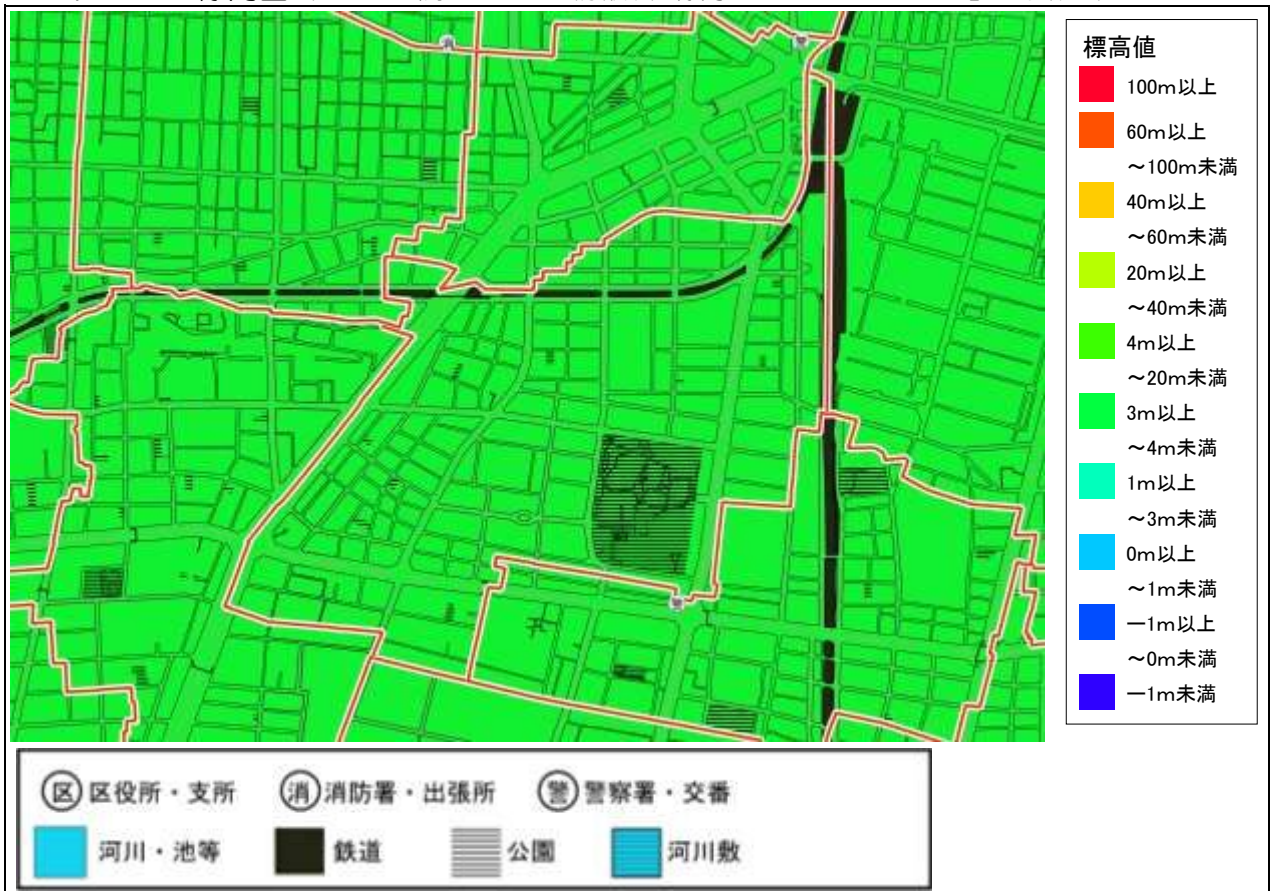 消
警
警
標高値
100m以上
60m以上
～100m未満
40m以上
～60m未満
20m以上
～40m未満
4m以上
～20m未満
3m以上
～4m未満
1m以上
～3m未満
0m以上
～1m未満
－1m以上
～0m未満
－1m未満
区 区役所・支所 消 消防署・出張所 警 警察署・交番
河川・池等 鉄道 公園 河川敷